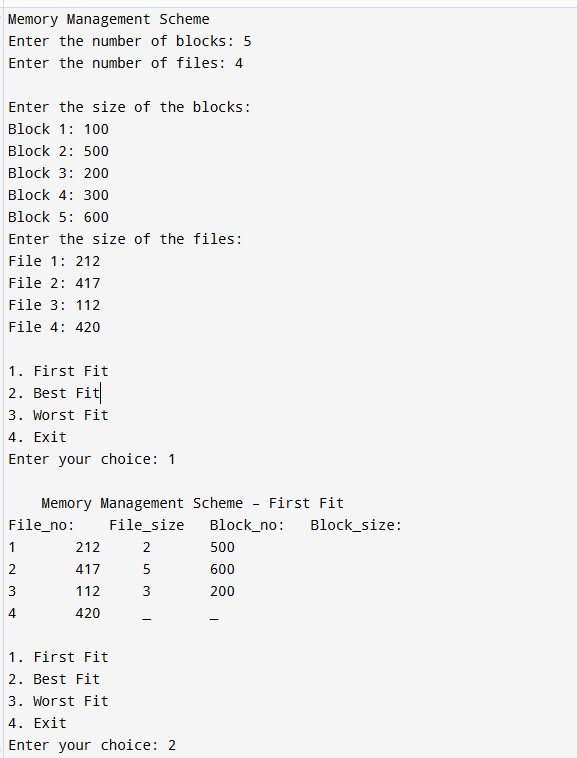 Memory Management Scheme
Enter the number of blocks: 5
Enter the number of files: 4
Enter the size of the blocks:
Block 1: 100
Block 2: 500
Block 3: 200
Block 4: 300
Block 5: 600
Enter the size of the files:
File 1: 212
File 2: 417
File 3: 112
File 4: 420
1. First Fit
2. Best Fit
3. Worst Fit
4. Exit
Enter your choice: 1
Memory Management Scheme – First Fit
File_no: File_size Block_no: Block_size:
1 212 2 500
2 417 5 600
3 112 3 200
4 420 _ _
1. First Fit
2. Best Fit
3. Worst Fit
4. Exit
Enter your choice: 2